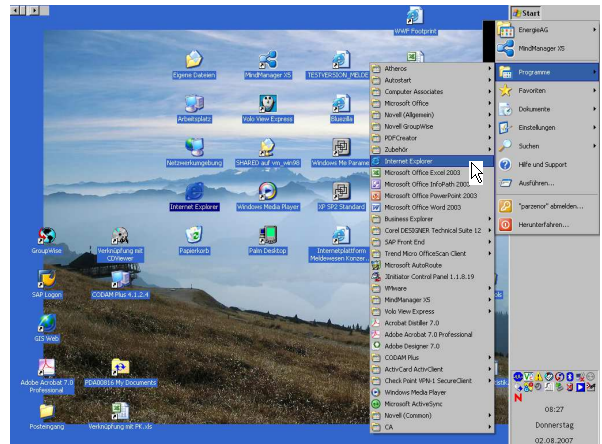 WWF Footprint
Eigene Dateien
MindManager X5
TESTVERSION_MELDE
Arbeitsplatz
Volo View Express
Bluezilla
Netzwerkumgebung
SHARED auf vm_win98
Windows Me Parame
Internet Explorer
Windows Media Player
XP SP2 Standard
GroupWise
Verknüpfung mit
CDViewer
Papierkorb
Palm Desktop
Internetplattform
Meldewesen Konzer...
SAP Logon
CODAM Plus 4.1.2.4
GIS Web
Adobe Acrobat 7.0
Professional
PDA00816 My Documents
Posteingang
Verknüpfung mit PK.xls
Atheros
Autostart
Computer Associates
Microsoft Office
Novell (Allgemein)
Novell GroupWise
PDFCreator
Zubehör
Internet Explorer
Microsoft Office Excel 2003
Microsoft Office InfoPath 2003
Microsoft Office PowerPoint 2003
Microsoft Office Word 2003
Business Explorer
Corel DESIGNER Technical Suite 12
SAP Front End
Trend Micro OfficeScan Client
Microsoft AutoRoute
JInitiator Control Panel 1.1.8.19
VMware
MindManager X5
Volo View Express
Acrobat Distiller 7.0
Adobe Acrobat 7.0 Professional
Adobe Designer 7.0
CODAM Plus
ActivCard ActivClient
Check Point VPN-1 SecureClient
Windows Media Player
Microsoft ActiveSync
Novell (Common)
CA
Start
EnergieAG
MindManager X5
Programme
Favoriten
Dokumente
Einstellungen
Suchen
Hilfe und Support
Ausführen...
"parzenor" abmelden...
Herunterfahren...
08:27
Donnerstag
02.08.2007